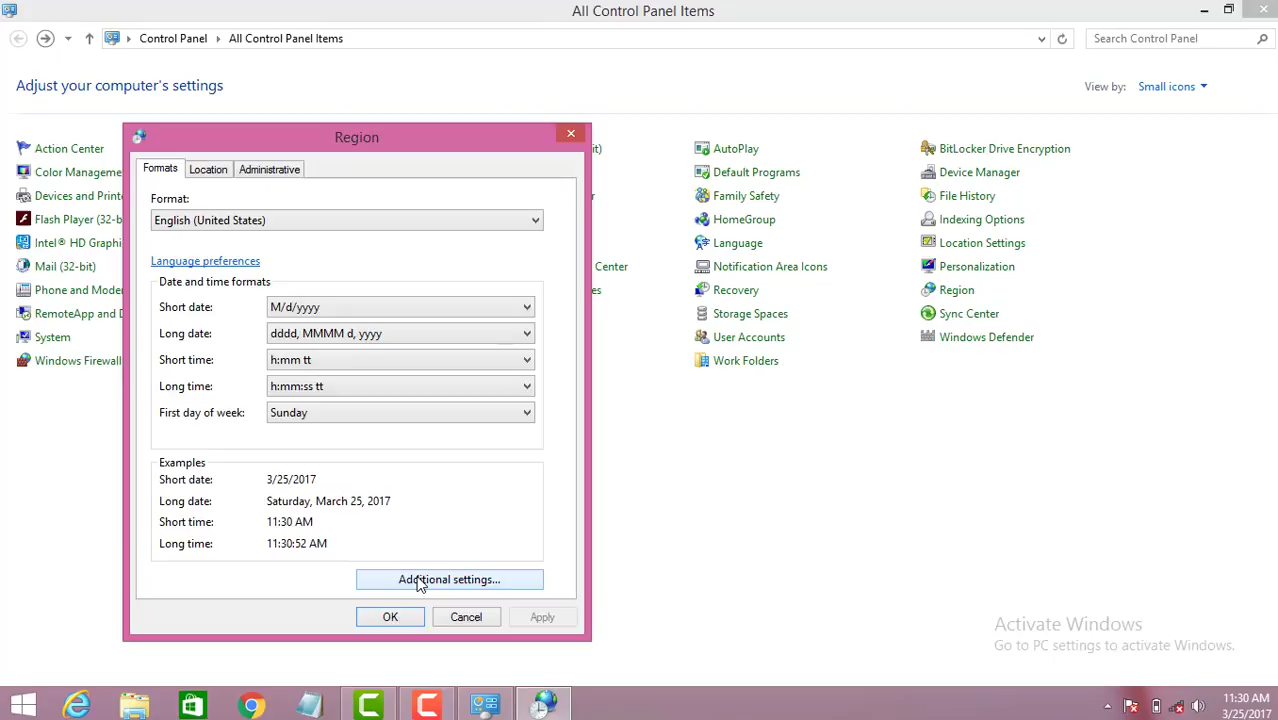 All Control Panel Items
Control Panel
All Control Panel Items
Search Control Panel
Adjust your computer's settings
View by: Small icons
Action Center
Color Manageme
Devices and Printe
Flash Player (32-b
Intel® HD Graphi
Mail (32-bit)
Phone and Moder
RemoteApp and D
System
Windows Firewall
it)
Center
es
AutoPlay
Default Programs
Family Safety
HomeGroup
Language
Notification Area Icons
Recovery
Storage Spaces
User Accounts
Work Folders
BitLocker Drive Encryption
Device Manager
File History
Indexing Options
Location Settings
Personalization
Region
Sync Center
Windows Defender
Region
Formats Location Administrative
Format:
English (United States)
Language preferences
Date and time formats
Short date: M/d/yyyy
Long date: dddd, MMMM d, yyyy
Short time: h:mm tt
Long time: h:mm:ss tt
First day of week: Sunday
Examples
Short date: 3/25/2017
Long date: Saturday, March 25, 2017
Short time: 11:30 AM
Long time: 11:30:52 AM
Additional settings...
OK Cancel Apply
Activate Windows
Go to PC settings to activate Windows.
11:30 AM
3/25/2017